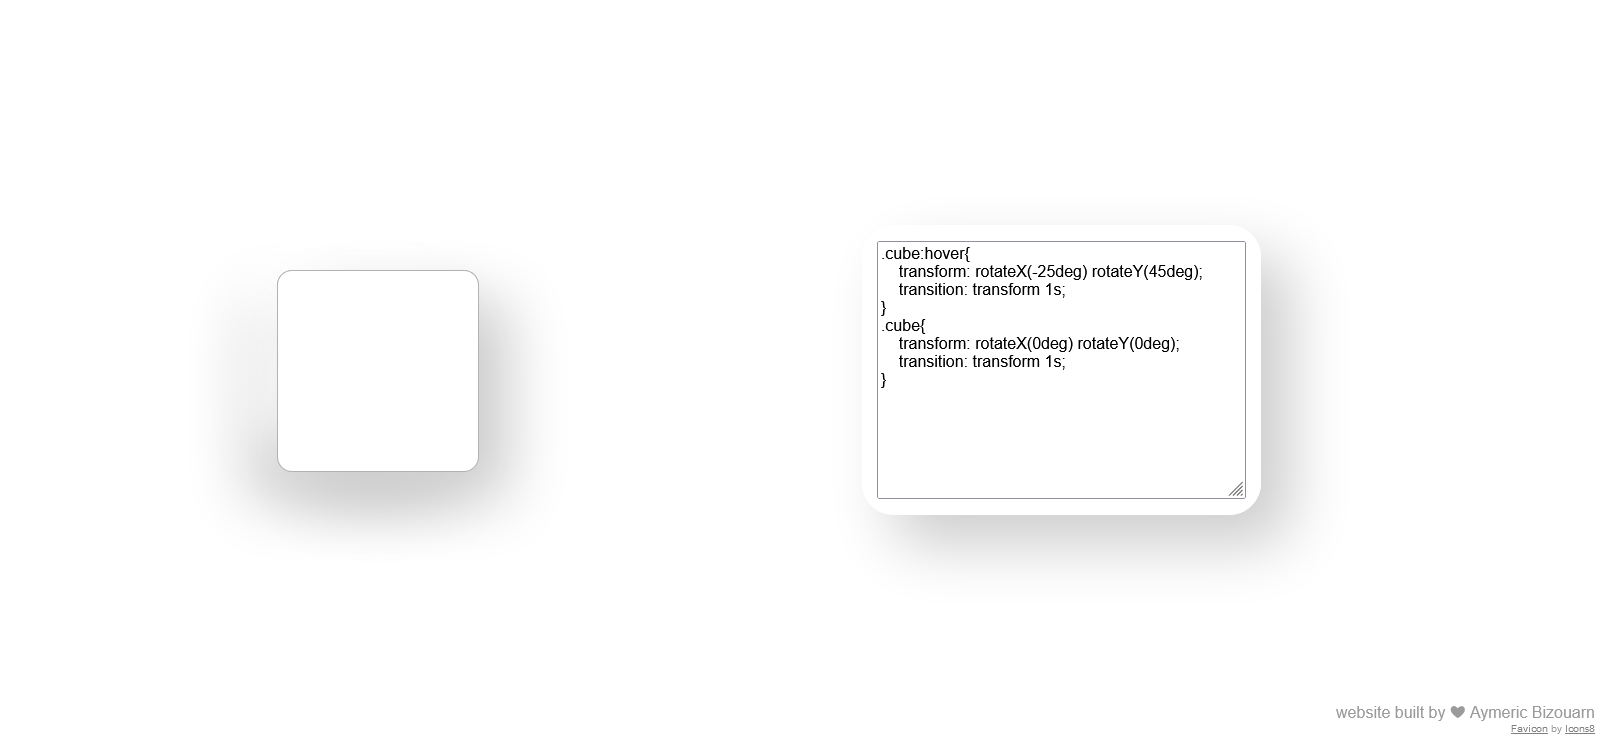 .cube:hover{
    transform: rotateX(-25deg) rotateY(45deg);
    transition: transform 1s;
}
.cube{
    transform: rotateX(0deg) rotateY(0deg);
    transition: transform 1s;
}
website built by ❤ Aymeric Bizouarn
Favicon by Icons8